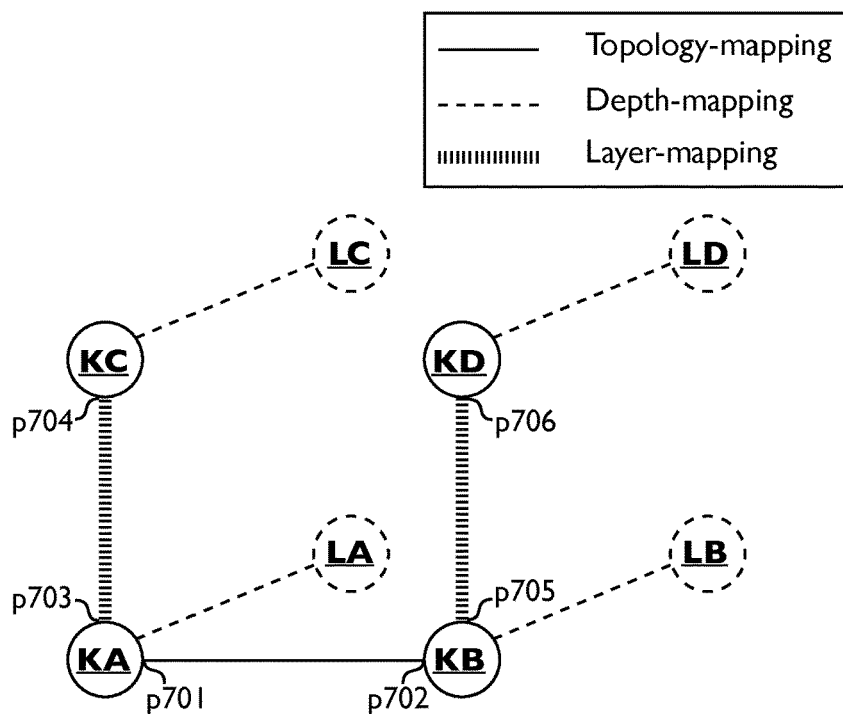 Topology-mapping
Depth-mapping
Layer-mapping
LC
LD
KC
KD
p704
p706
LA
LB
p703
p705
KA
KB
p701
p702